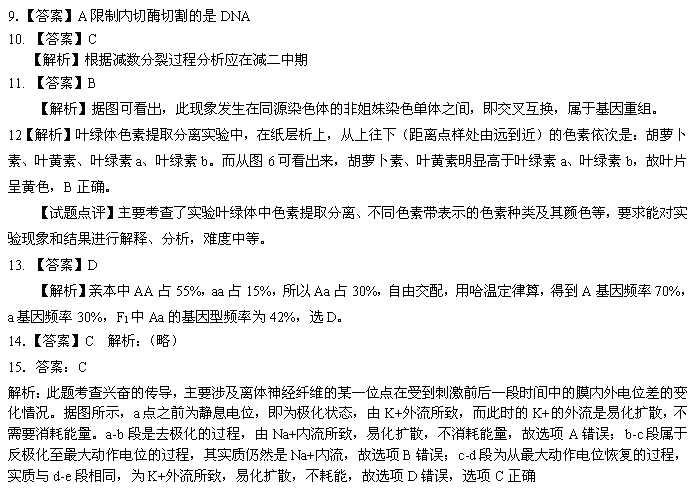 9.【答案】A 限制内切酶切割的是 DNA
10. 【答案】C
【解析】根据减数分裂过程分析应在减二中期
11. 【答案】B
【解析】据图可看出，此现象发生在同源染色体的非姐妹染色单体之间，即交叉互换，属于基因重组。
12【解析】叶绿体色素提取分离实验中，在纸层析上，从上往下（距离点样处由远到近）的色素依次是：胡萝卜
素、叶黄素、叶绿素 a、叶绿素 b。而从图 6 可看出来，胡萝卜素、叶黄素明显高于叶绿素 a、叶绿素 b，故叶片
呈黄色，B 正确。
【试题点评】主要考查了实验叶绿体中色素提取分离、不同色素带表示的色素种类及其颜色等，要求能对实
验现象和结果进行解释、分析，难度中等。
13. 【答案】D
【解析】亲本中 AA 占 55%，aa 占 15%，所以 Aa 占 30%，自由交配，用哈温定律算，得到 A 基因频率 70%，
a 基因频率 30%，F₁中 Aa 的基因型频率为 42%，选 D。
14.【答案】C 解析：（略）
15. 答案：C
解析：此题考查兴奋的传导，主要涉及离体神经纤维的某一位点在受到刺激前后一段时间中的膜内外电位差的变
化情况。据图所示，a 点之前为静息电位，即为极化状态，由 K+外流所致，而此时的 K+的外流是易化扩散，不
需要消耗能量。a-b 段是去极化的过程，由 Na+内流所致，易化扩散，不消耗能量，故选项 A 错误；b-c 段属于
反极化至最大动作电位的过程，其实质仍然是 Na+内流，故选项 B 错误；c-d 段为从最大动作电位恢复的过程，
实质与 d-e 段相同，为 K+外流所致，易化扩散，不耗能，故选项 D 错误，选项 C 正确